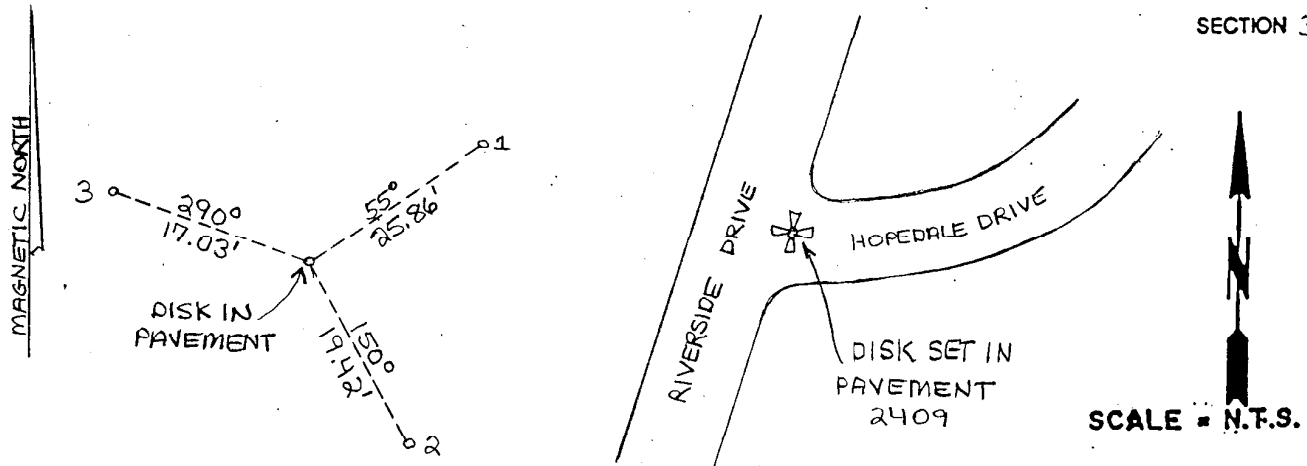 SECTION 3
MAGNETIC NORTH
1
55°
25.86'
3
290°
17.03'
DISK IN
PAVEMENT
150°
19.42'
2
RIVERSIDE DRIVE
HOPEDALE DRIVE
DISK SET IN
PAVEMENT
2409
N
SCALE = N.T.S.